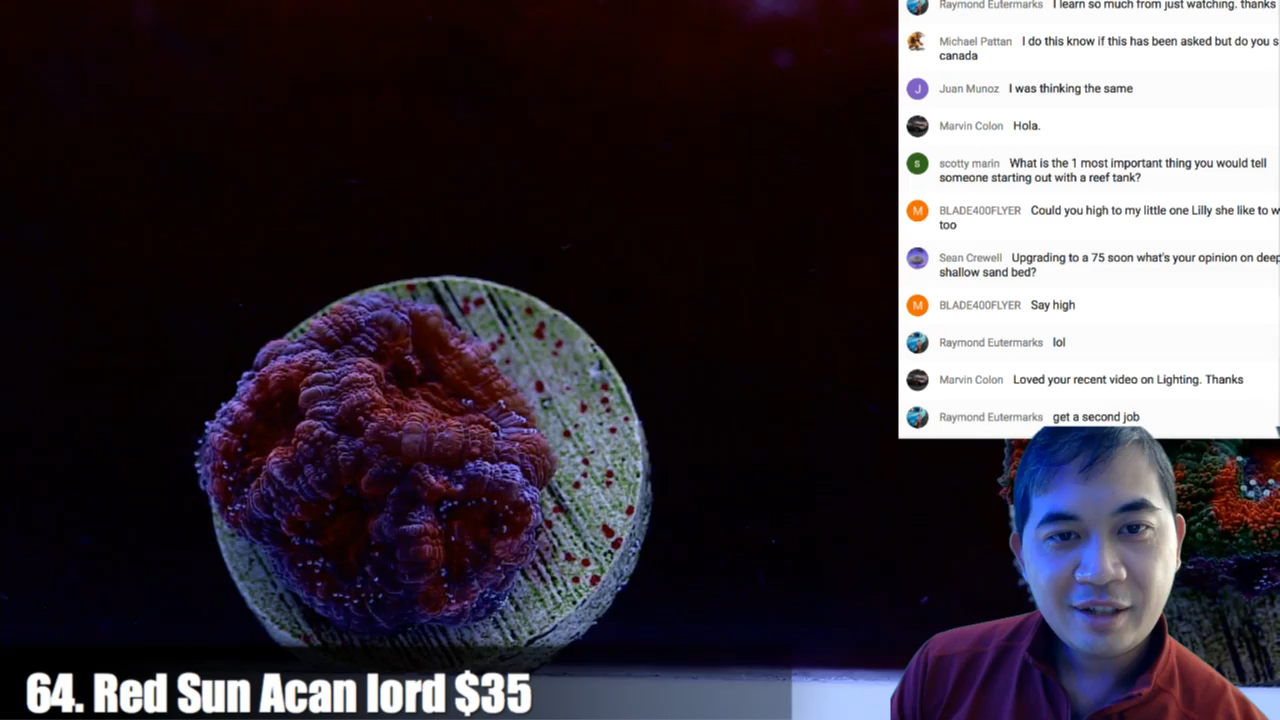 Raymond Eutermarks I learn so much from just watching. thanks
Michael Pattan I do this know if this has been asked but do you s
canada
J Juan Munoz I was thinking the same
Marvin Colon Hola.
s scotty marin What is the 1 most important thing you would tell
someone starting out with a reef tank?
M BLADE400FLYER Could you high to my little one Lilly she like to w
too
Sean Crewell Upgrading to a 75 soon what's your opinion on deep
shallow sand bed?
M BLADE400FLYER Say high
Raymond Eutermarks lol
Marvin Colon Loved your recent video on Lighting. Thanks
Raymond Eutermarks get a second job
64. Red Sun Acan lord $35